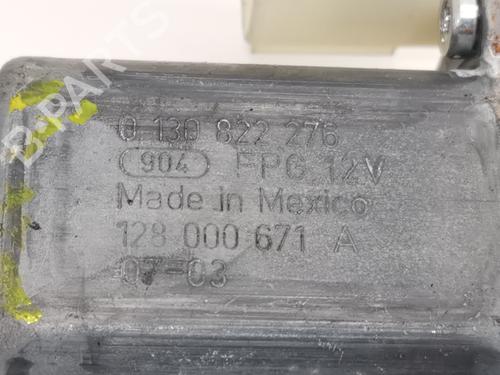 B-PARTS
0 130 822 276
904 FPG 12V
Made in Mexico
128 000 671 A
07-03